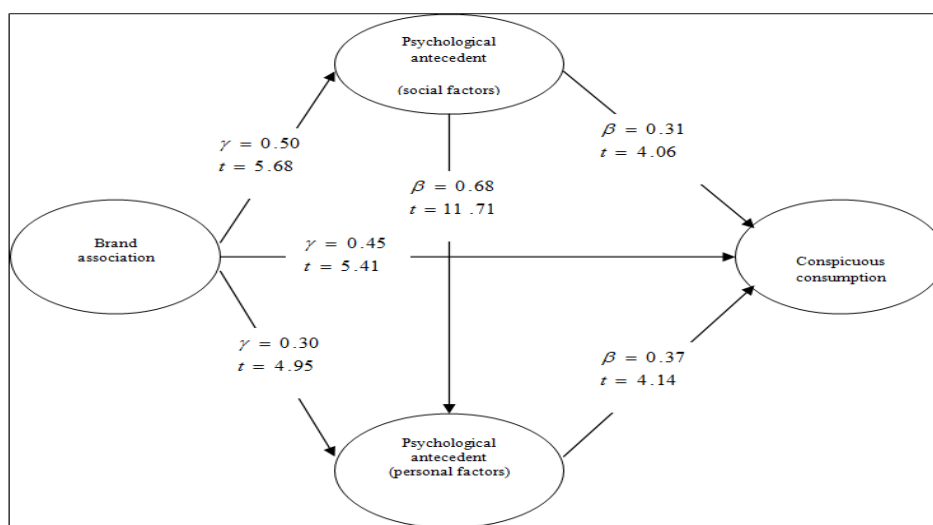 Psychological
antecedent
(social factors)
γ = 0.50
t = 5.68
β = 0.31
t = 4.06
β = 0.68
t = 11 .71
Brand
association
γ = 0.45
t = 5.41
Conspicuous
consumption
γ = 0.30
t = 4.95
β = 0.37
t = 4.14
Psychological
antecedent
(personal factors)